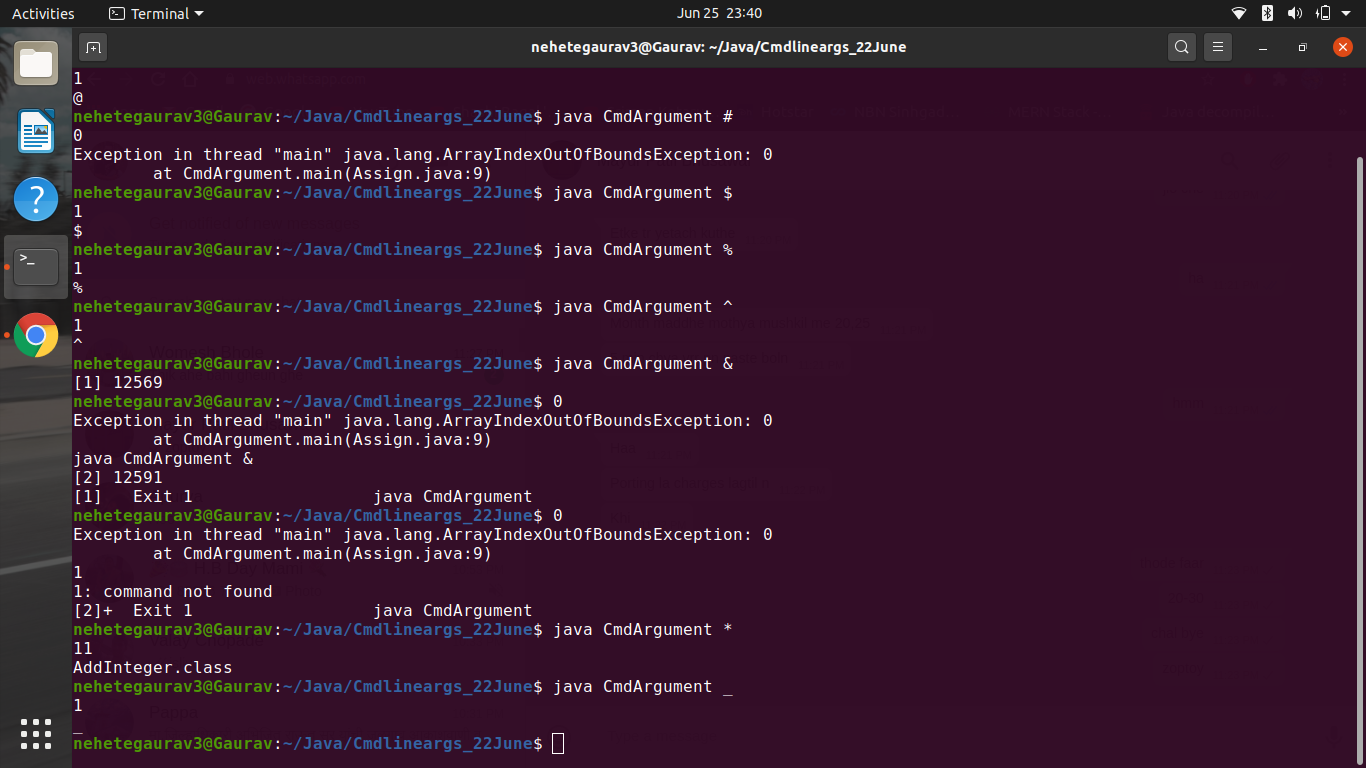 Activities
Terminal
Jun 25 23:40
nehetegaurav3@Gaurav: ~/Java/Cmdlineargs_22June
1
@
nehetegaurav3@Gaurav:~/Java/Cmdlineargs_22June$ java CmdArgument #
0
Exception in thread "main" java.lang.ArrayIndexOutOfBoundsException: 0
        at CmdArgument.main(Assign.java:9)
nehetegaurav3@Gaurav:~/Java/Cmdlineargs_22June$ java CmdArgument $
1
$
nehetegaurav3@Gaurav:~/Java/Cmdlineargs_22June$ java CmdArgument %
1
%
nehetegaurav3@Gaurav:~/Java/Cmdlineargs_22June$ java CmdArgument ^
1
^
nehetegaurav3@Gaurav:~/Java/Cmdlineargs_22June$ java CmdArgument &
[1] 12569
nehetegaurav3@Gaurav:~/Java/Cmdlineargs_22June$ 0
Exception in thread "main" java.lang.ArrayIndexOutOfBoundsException: 0
        at CmdArgument.main(Assign.java:9)
java CmdArgument &
[2] 12591
[1]   Exit 1                  java CmdArgument
nehetegaurav3@Gaurav:~/Java/Cmdlineargs_22June$ 0
Exception in thread "main" java.lang.ArrayIndexOutOfBoundsException: 0
        at CmdArgument.main(Assign.java:9)
1
1: command not found
[2]+  Exit 1                  java CmdArgument
nehetegaurav3@Gaurav:~/Java/Cmdlineargs_22June$ java CmdArgument *
11
AddInteger.class
nehetegaurav3@Gaurav:~/Java/Cmdlineargs_22June$ java CmdArgument _
1
_
nehetegaurav3@Gaurav:~/Java/Cmdlineargs_22June$